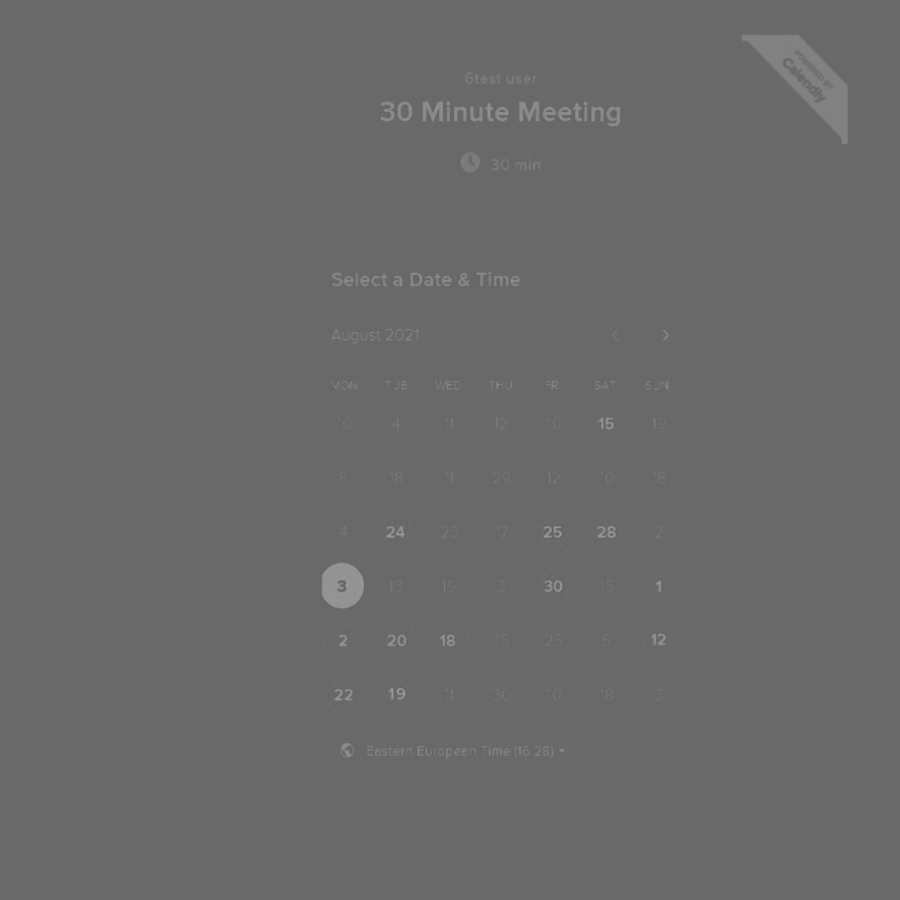 POWERED BY
Calendly
6test user
30 Minute Meeting
30 min
Select a Date & Time
August 2021
MON TUE WED THU FRI SAT SUN
10 4 11 12 10 15 19
6 18 11 29 12 10 18
4 24 23 17 25 28 2
3 13 19 3 30 15 1
2 20 18 15 29 6 12
22 19 11 30 10 18 3
Eastern European Time (16:28)